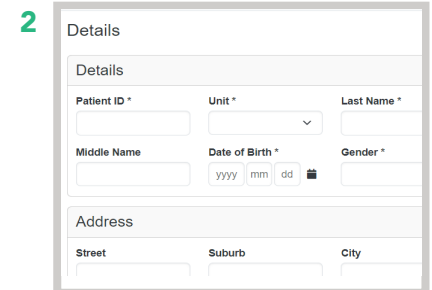 2
Details
Details
Patient ID * Unit * Last Name *
Middle Name Date of Birth * Gender *
yyyy mm dd
Address
Street Suburb City